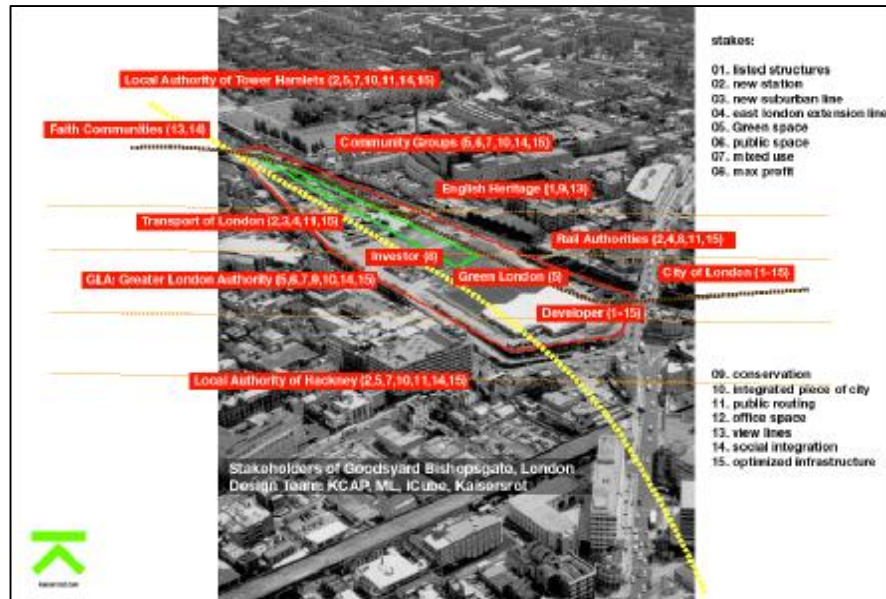 stakes:
01. listed structures
02. new station
03. new suburban line
04. east london extension line
05. Green space
06. public space
07. mixed use
08. max profit
Local Authority of Tower Hamlets (2,5,7,10,11,14,15)
Faith Communities (13,14)
Community Groups (5,6,7,10,14,15)
English Heritage (1,9,13)
Transport of London (2,3,4,11,15)
Rail Authorities (2,4,8,11,15)
Investor (8)
City of London (1-15)
GLA: Greater London Authority (5,6,7,9,10,14,15)
Green London (5)
Developer (1-15)
Local Authority of Hackney (2,5,7,10,11,14,15)
09. conservation
10. integrated piece of city
11. public routing
12. office space
13. view lines
14. social integration
15. optimized infrastructure
Stakeholders of Goodsyard Bishopsgate, London
Design Team: KCAP, ML, ICube, Kaisersrot